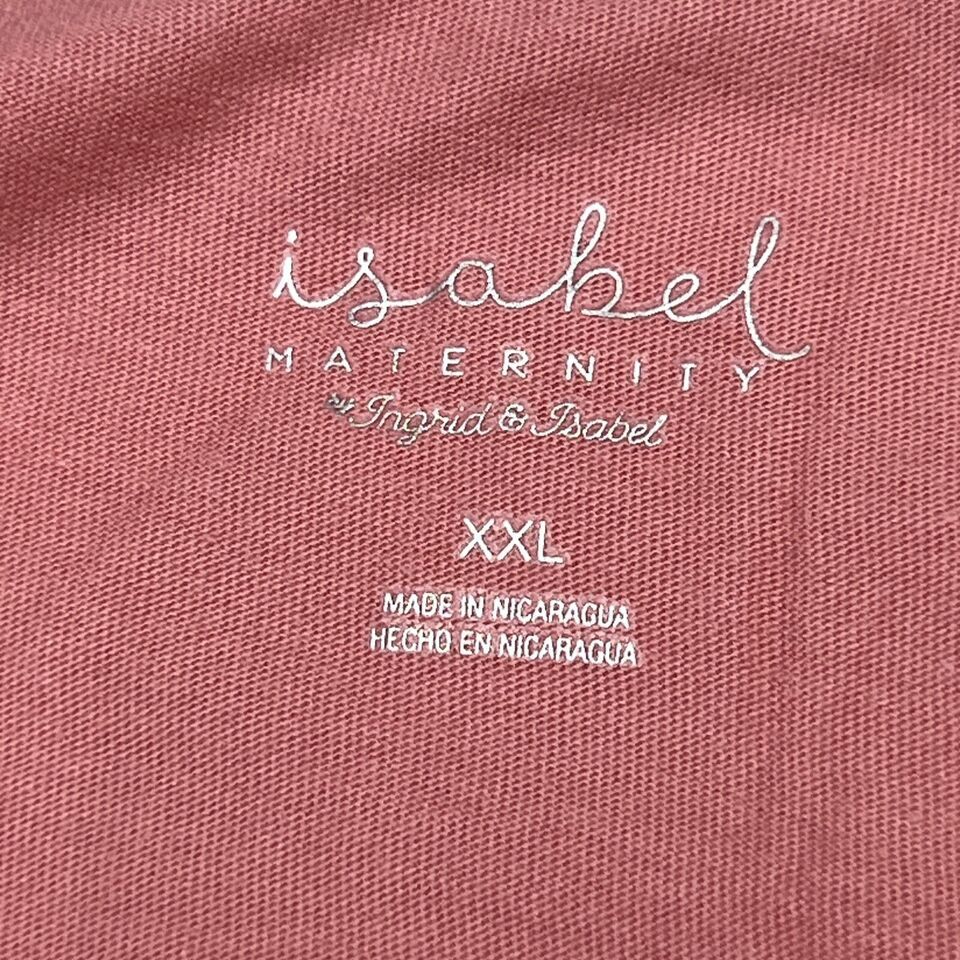 isabel
MATERNITY
by Ingrid & Isabel
XXL
MADE IN NICARAGUA
HECHO EN NICARAGUA